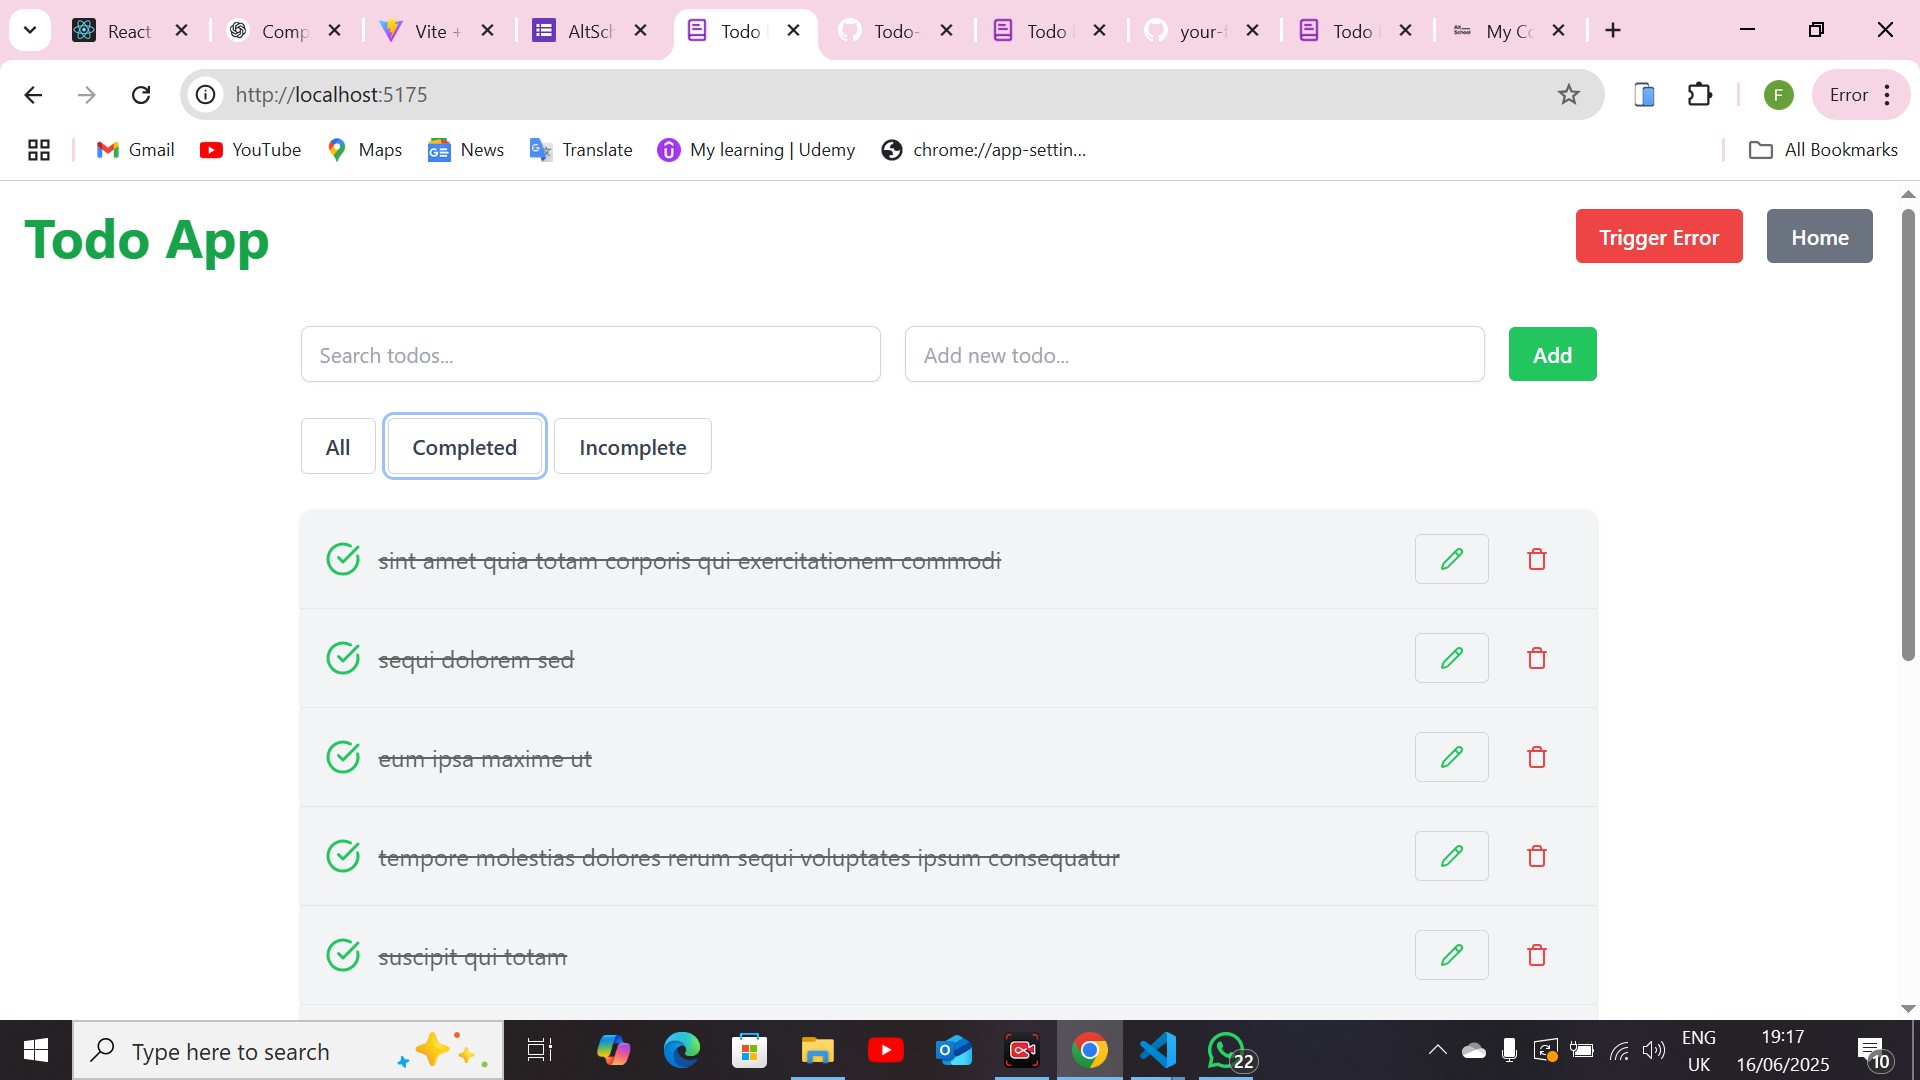 React
Comp
Vite +
AltSch
Todo
Todo-
Todo
your-
Todo
My Co
http://localhost:5175
F
Error
Gmail
YouTube
Maps
News
Translate
My learning | Udemy
chrome://app-settin...
All Bookmarks
Todo App
Trigger Error
Home
Search todos...
Add new todo...
Add
All
Completed
Incomplete
sint amet quia totam corporis qui exercitationem commodi
sequi dolorem sed
eum ipsa maxime ut
tempore molestias dolores rerum sequi voluptates ipsum consequatur
suscipit qui totam
Type here to search
22
ENG
UK
19:17
16/06/2025
10